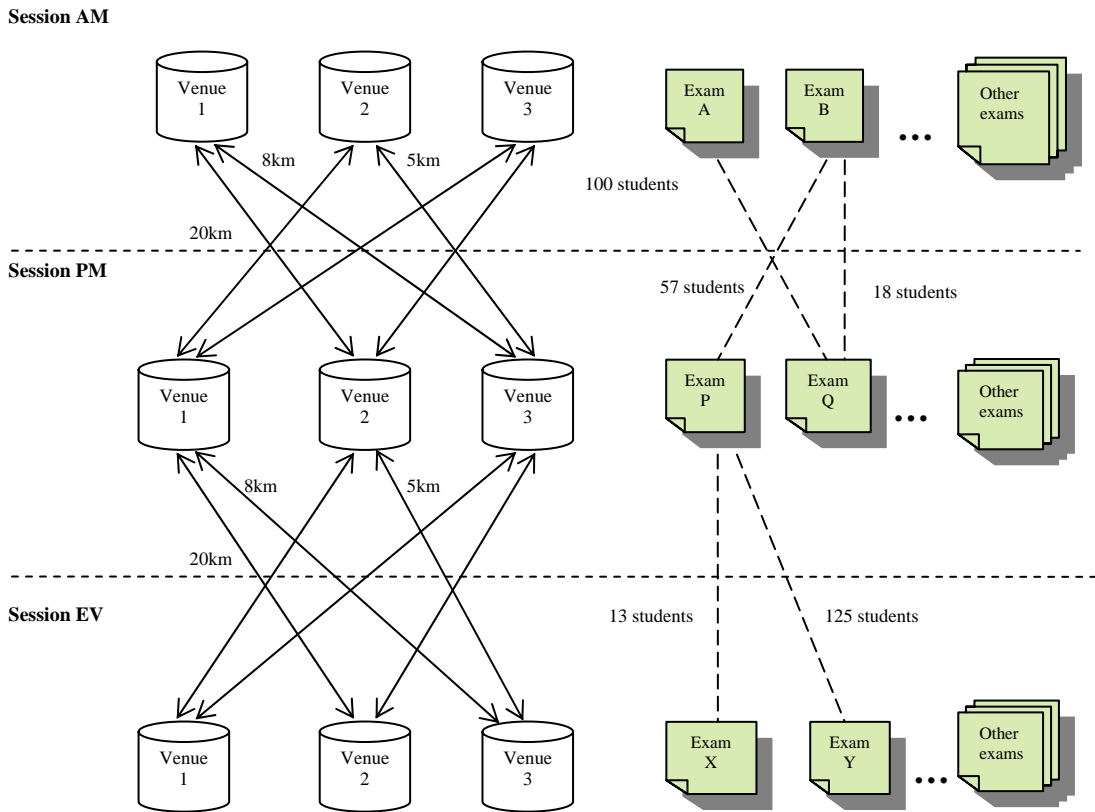 Session AM
Venue
1
Venue
2
Venue
3
Exam
A
Exam
B
Other
exams
...
8km
5km
100 students
20km
Session PM
57 students
18 students
Venue
1
Venue
2
Venue
3
Exam
P
Exam
Q
Other
exams
...
8km
5km
20km
Session EV
13 students
125 students
Venue
1
Venue
2
Venue
3
Exam
X
Exam
Y
Other
exams
...